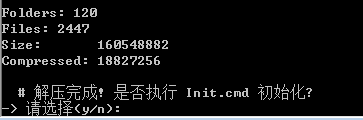 Folders: 120
Files: 2447
Size:       160548882
Compressed: 18827256
# 解压完成! 是否执行 Init.cmd 初始化?
-> 请选择(y/n):